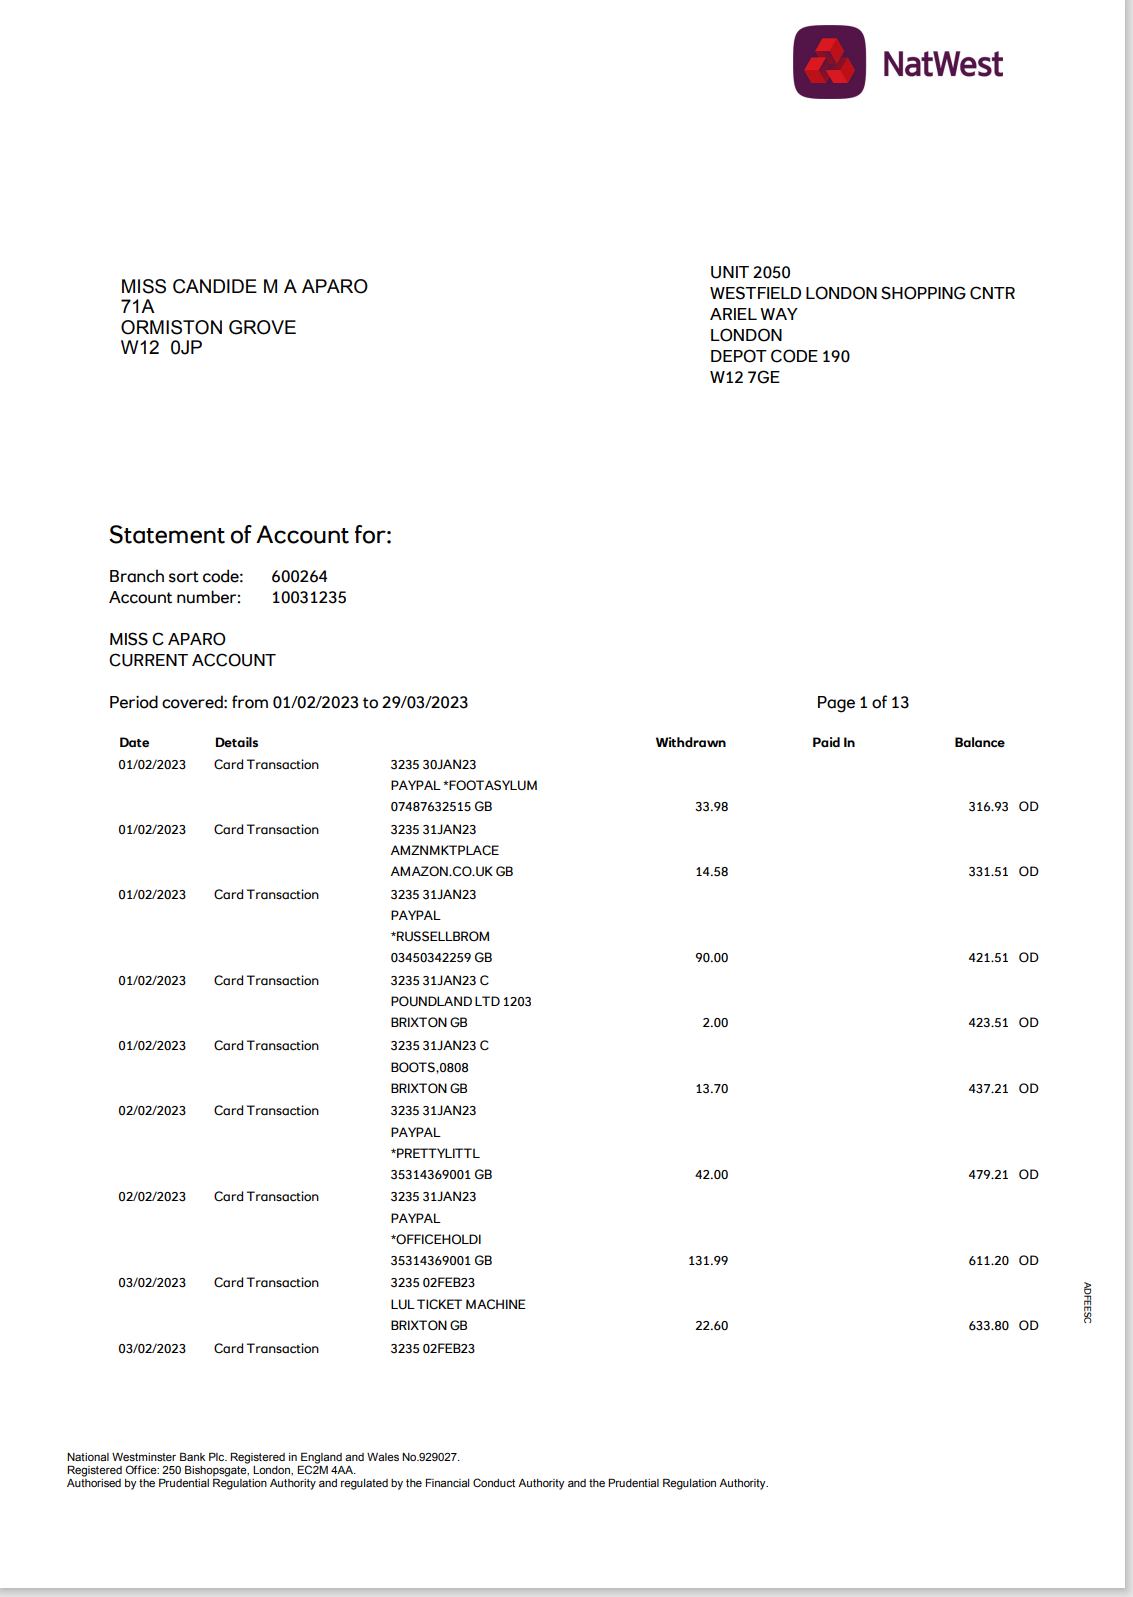 NatWest
MISS CANDIDE M A APARO
71A
ORMISTON GROVE
W12 0JP
UNIT 2050
WESTFIELD LONDON SHOPPING CNTR
ARIEL WAY
LONDON
DEPOT CODE 190
W12 7GE
Statement of Account for:
Branch sort code: 600264
Account number: 10031235
MISS C APARO
CURRENT ACCOUNT
Period covered: from 01/02/2023 to 29/03/2023 Page 1 of 13
Date Details Withdrawn Paid In Balance
01/02/2023 Card Transaction 3235 30JAN23
PAYPAL *FOOTASYLUM
07487632515 GB 33.98 316.93 OD
01/02/2023 Card Transaction 3235 31JAN23
AMZNMKTPLACE
AMAZON.CO.UK GB 14.58 331.51 OD
01/02/2023 Card Transaction 3235 31JAN23
PAYPAL
*RUSSELLBROM
03450342259 GB 90.00 421.51 OD
01/02/2023 Card Transaction 3235 31JAN23 C
POUNDLAND LTD 1203
BRIXTON GB 2.00 423.51 OD
01/02/2023 Card Transaction 3235 31JAN23 C
BOOTS,0808
BRIXTON GB 13.70 437.21 OD
02/02/2023 Card Transaction 3235 31JAN23
PAYPAL
*PRETTYLITTL
35314369001 GB 42.00 479.21 OD
02/02/2023 Card Transaction 3235 31JAN23
PAYPAL
*OFFICEHOLDI
35314369001 GB 131.99 611.20 OD
03/02/2023 Card Transaction 3235 02FEB23
LUL TICKET MACHINE
BRIXTON GB 22.60 633.80 OD
03/02/2023 Card Transaction 3235 02FEB23
ADFEESC
National Westminster Bank Plc. Registered in England and Wales No.929027.
Registered Office: 250 Bishopsgate, London, EC2M 4AA.
Authorised by the Prudential Regulation Authority and regulated by the Financial Conduct Authority and the Prudential Regulation Authority.